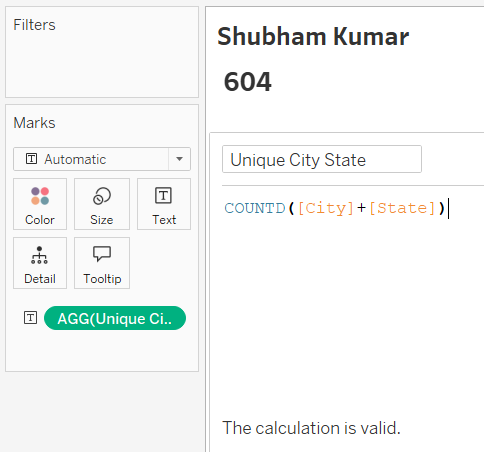 Filters
Marks
T Automatic
Color Size T Text
Detail Tooltip
T AGG(Unique Ci..
Shubham Kumar
604
Unique City State
COUNTD([City]+[State])
The calculation is valid.